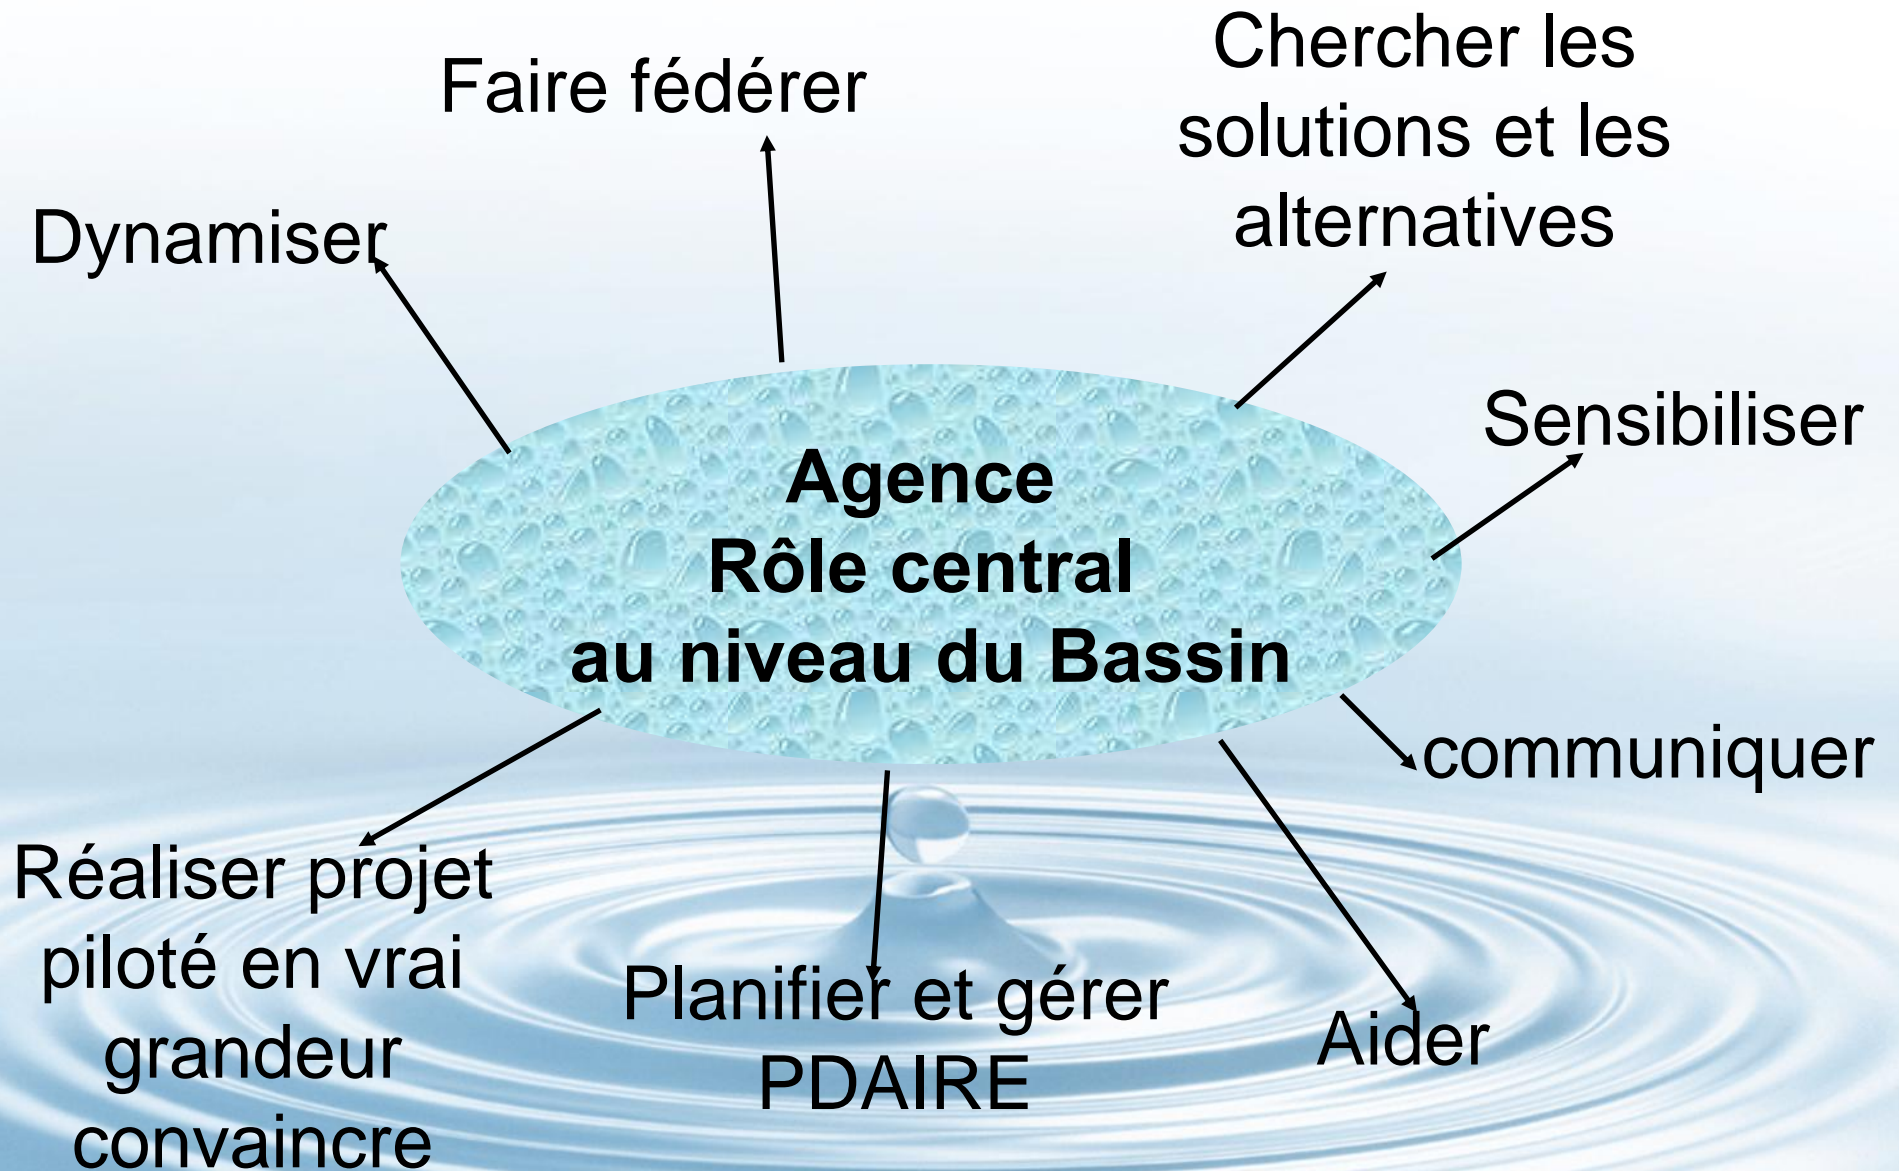 Faire fédérer
Chercher les
solutions et les
alternatives
Dynamiser
Sensibiliser
Agence
Rôle central
au niveau du Bassin
communiquer
Réaliser projet
piloté en vrai
grandeur
convaincre
Planifier et gérer
PDAIRE
Aider